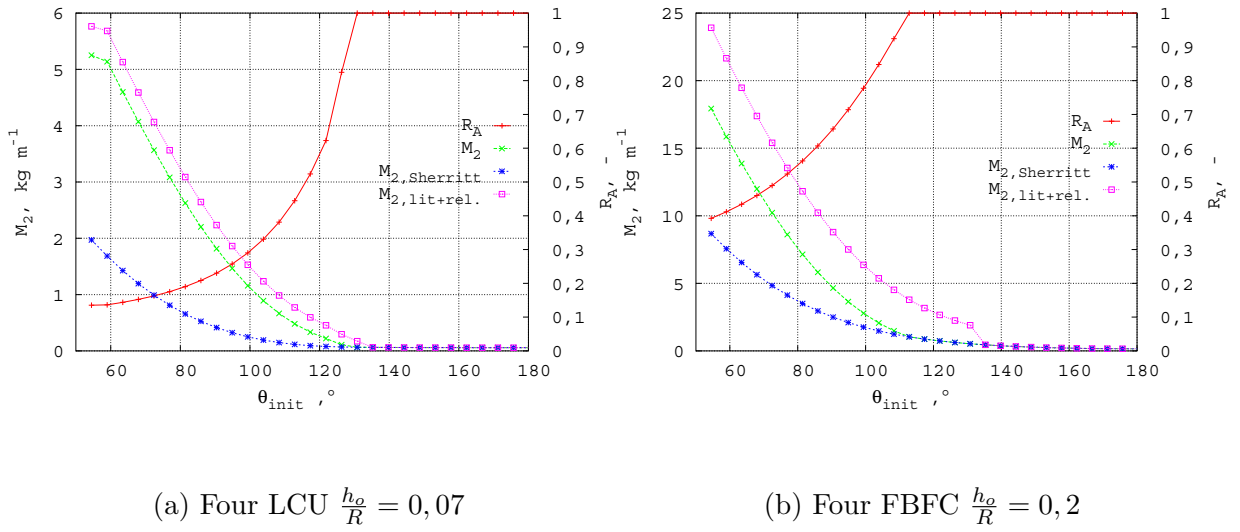 6
5
4
3
2
1
0
M2, kg m-1
60 80 100 120 140 160 180
θinit ,°
1
0,9
0,8
0,7
0,6
0,5
0,4
0,3
0,2
0,1
0
RA, -
RA
M2
M2,Sherritt
M2,lit+rel.
(a) Four LCU ho/R = 0,07
25
20
15
10
5
0
M2, kg m-1
60 80 100 120 140 160 180
θinit ,°
1
0,9
0,8
0,7
0,6
0,5
0,4
0,3
0,2
0,1
0
RA, -
RA
M2
M2,Sherritt
M2,lit+rel.
(b) Four FBFC ho/R = 0,2